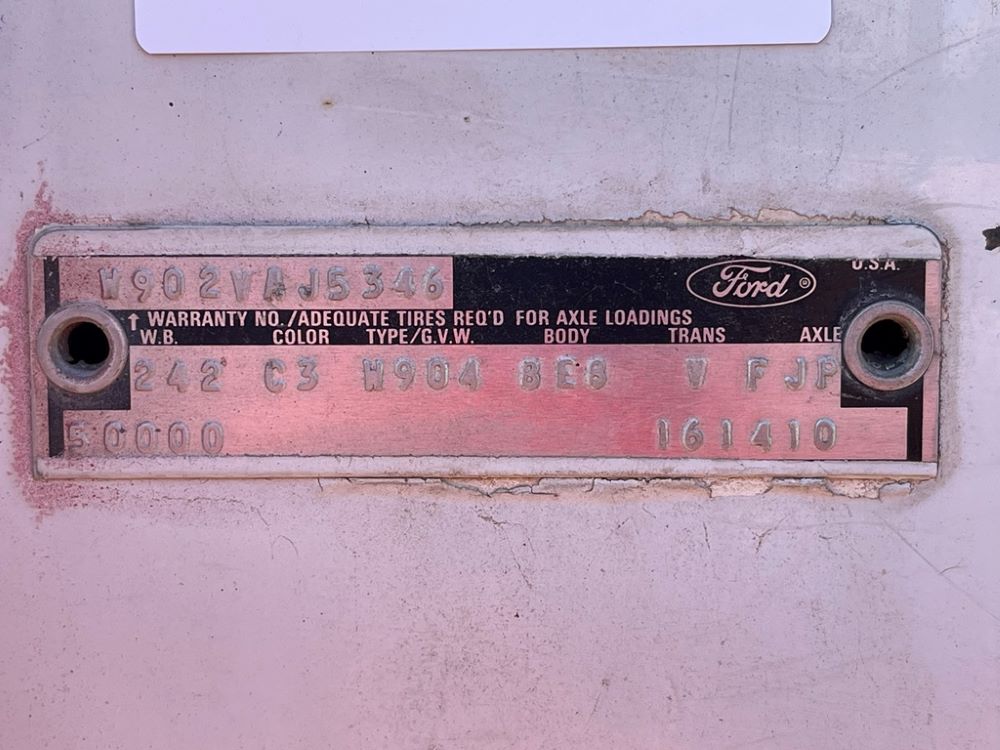 W902VAJ5346
Ford ®
U.S.A.
↑ WARRANTY NO./ADEQUATE TIRES REQ'D FOR AXLE LOADINGS
W.B. COLOR TYPE/G.V.W. BODY TRANS AXLE
242 C3 W904 8E8 V FJP
50000 161410